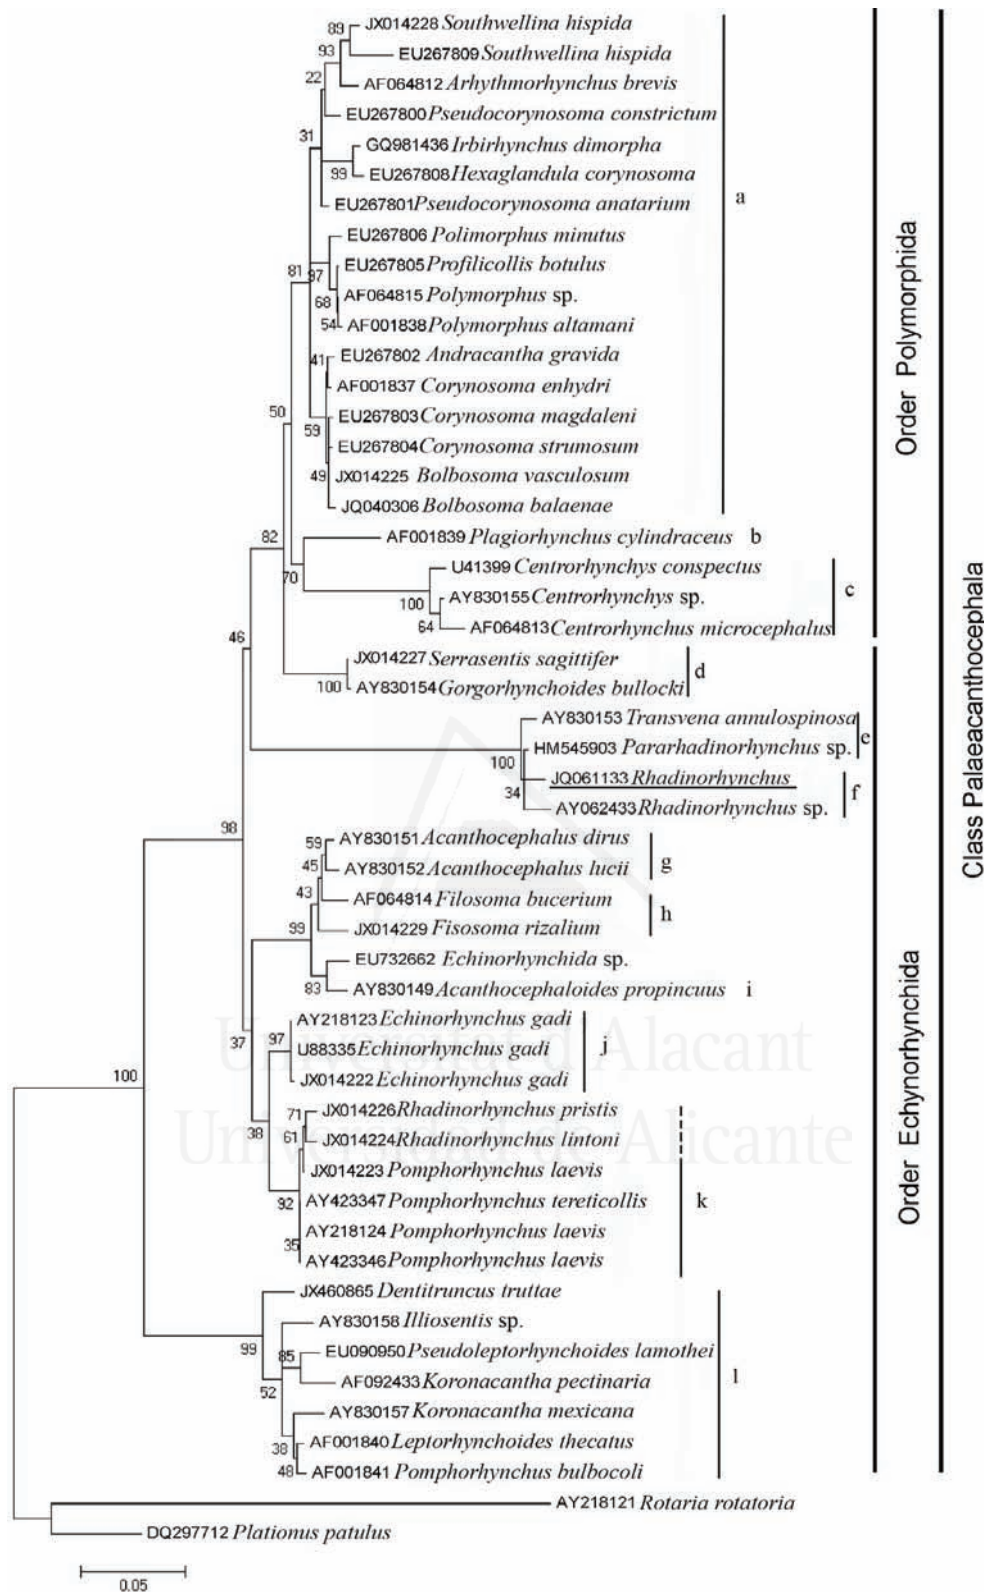 89 JX014228 Southwellina hispida
93 EU267809 Southwellina hispida
22 AF064812 Arhythmorhynchus brevis
EU267800 Pseudocorynosoma constrictum
31 GQ981436 Irbirhynchus dimorpha
99 EU267808 Hexaglandula corynosoma
a
EU267801 Pseudocorynosoma anatarium
EU267806 Polimorphus minutus
81 97 EU267805 Profilicollis botulus
68 AF064815 Polymorphus sp.
54 AF001838 Polymorphus altamani
41 EU267802 Andracantha gravida
AF001837 Corynosoma enhydri
50 EU267803 Corynosoma magdaleni
59 EU267804 Corynosoma strumosum
49 JX014225 Bolbosoma vasculosum
JQ040306 Bolbosoma balaenae
82 AF001839 Plagiorhynchus cylindraceus b
70 U41399 Centrorhynchys conspectus
100 AY830155 Centrorhynchys sp. c
64 AF064813 Centrorhynchus microcephalus
46 JX014227 Serrasentis sagittifer
d
100 AY830154 Gorgorhynchoides bullocki
AY830153 Transvena annulospinosa
e
100 HM545903 Pararhadinorhynchus sp.
JQ061133 Rhadinorhynchus
f
34 AY062433 Rhadinorhynchus sp.
98 59 AY830151 Acanthocephalus dirus
g
45 AY830152 Acanthocephalus lucii
43 AF064814 Filosoma bucerium
h
99 JX014229 Fisosoma rizalium
EU732662 Echinorhynchida sp.
83 AY830149 Acanthocephaloides propincuus i
AY218123 Echinorhynchus gadi
37 97 U88335 Echinorhynchus gadi j
100 JX014222 Echinorhynchus gadi
71 JX014226 Rhadinorhynchus pristis
38 61 JX014224 Rhadinorhynchus lintoni
JX014223 Pomphorhynchus laevis
92 AY423347 Pomphorhynchus tereticollis k
35 AY218124 Pomphorhynchus laevis
AY423346 Pomphorhynchus laevis
JX460865 Dentitruncus truttae
99 AY830158 Illiosentis sp.
85 EU090950 Pseudoleptorhynchoides lamothei
52 AF092433 Koronacantha pectinaria l
AY830157 Koronacantha mexicana
38 AF001840 Leptorhynchoides thecatus
48 AF001841 Pomphorhynchus bulbocoli
AY218121 Rotaria rotatoria
DQ297712 Plationus patulus
0.05
Order Polymorphida
Order Echynorhynchida
Class Palaeacanthocephala
Universitat d'Alacant
Universidad de Alicante